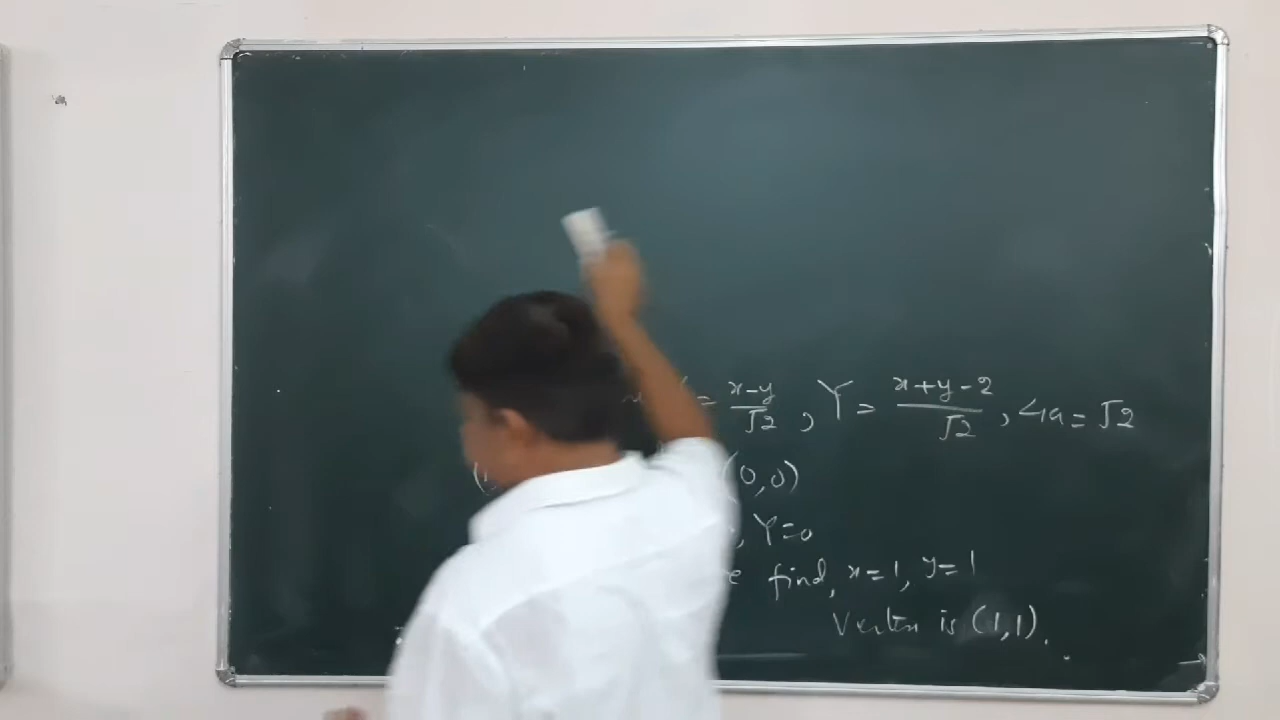 = x-y/√2, Y = x+y-2/√2, 4a = √2
(0,0)
, Y=0
find, x=1, y=1
Vertex is (1,1).